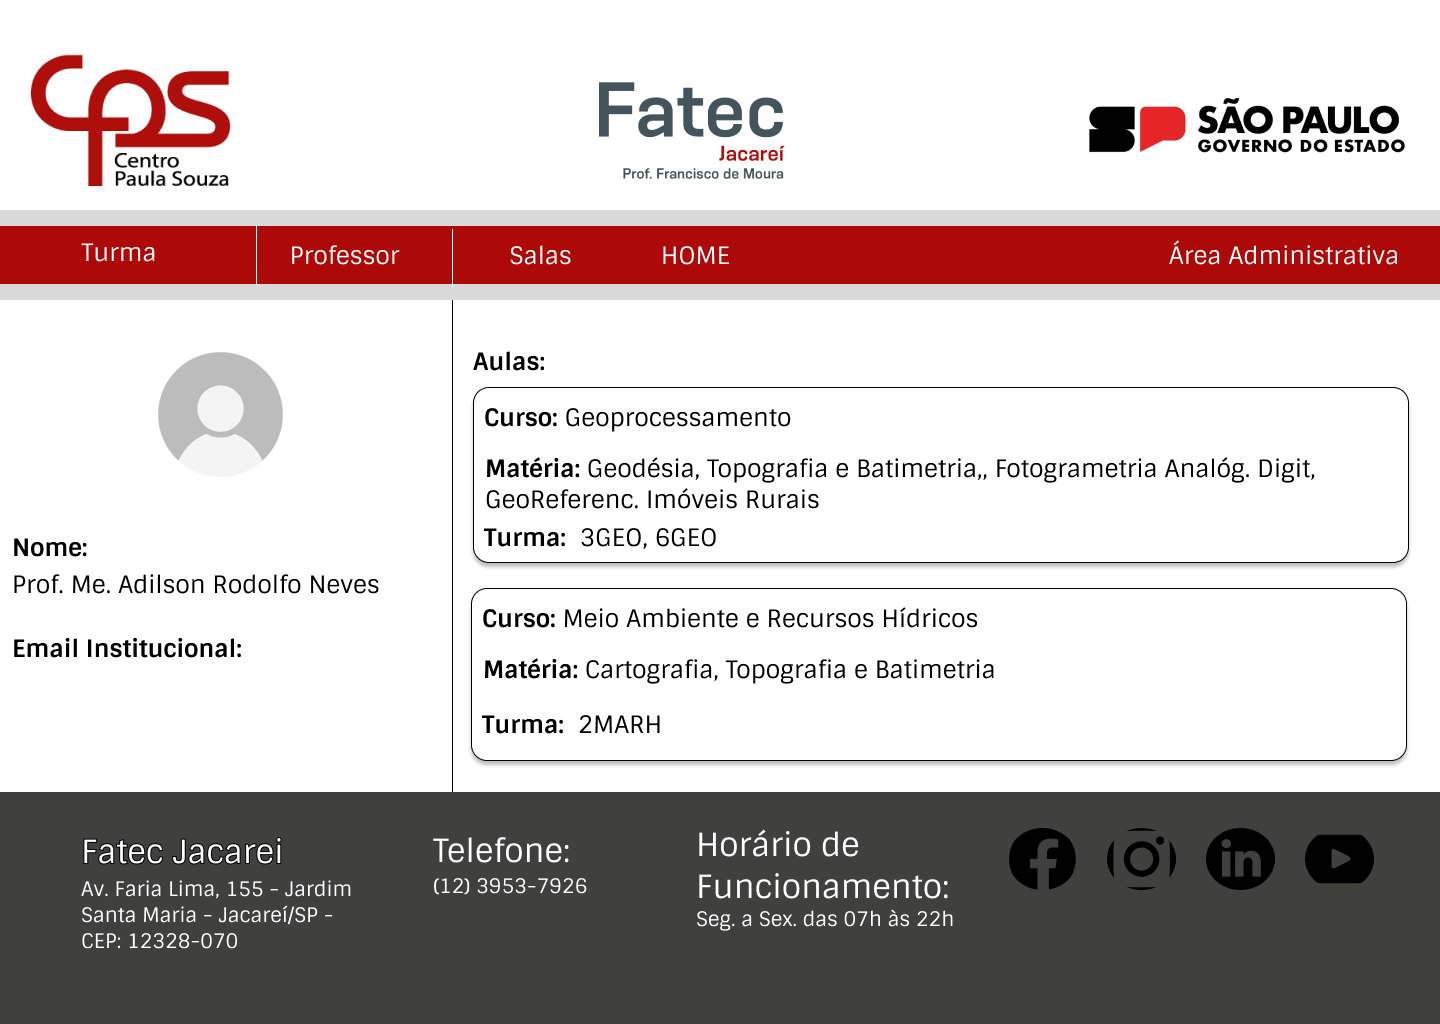 CPS
Centro
Paula Souza
Fatec
Jacareí
Prof. Francisco de Moura
SP SÃO PAULO
GOVERNO DO ESTADO
Turma
Professor
Salas
HOME
Área Administrativa
Nome:
Prof. Me. Adilson Rodolfo Neves
Email Institucional:
Aulas:
Curso: Geoprocessamento
Matéria: Geodésia, Topografia e Batimetria,, Fotogrametria Analóg. Digit,
GeoReferenc. Imóveis Rurais
Turma: 3GEO, 6GEO
Curso: Meio Ambiente e Recursos Hídricos
Matéria: Cartografia, Topografia e Batimetria
Turma: 2MARH
Fatec Jacarei
Av. Faria Lima, 155 - Jardim
Santa Maria - Jacareí/SP -
CEP: 12328-070
Telefone:
(12) 3953-7926
Horário de
Funcionamento:
Seg. a Sex. das 07h às 22h